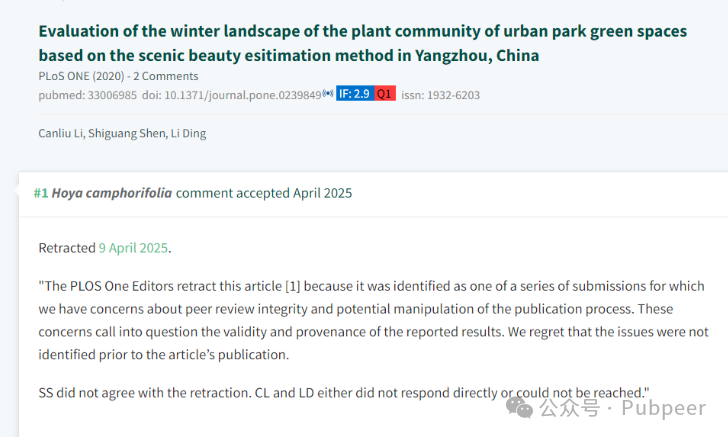 Evaluation of the winter landscape of the plant community of urban park green spaces
based on the scenic beauty esitimation method in Yangzhou, China
PLoS ONE (2020) - 2 Comments
pubmed: 33006985 doi: 10.1371/journal.pone.0239849 IF: 2.9 Q1 issn: 1932-6203
Canliu Li, Shiguang Shen, Li Ding
#1 Hoya camphorifolia comment accepted April 2025
Retracted 9 April 2025.
"The PLOS One Editors retract this article [1] because it was identified as one of a series of submissions for which
we have concerns about peer review integrity and potential manipulation of the publication process. These
concerns call into question the validity and provenance of the reported results. We regret that the issues were not
identified prior to the article's publication.
SS did not agree with the retraction. CL and LD either did not respond directly or could not be reached."
公众号 · Pubpeer